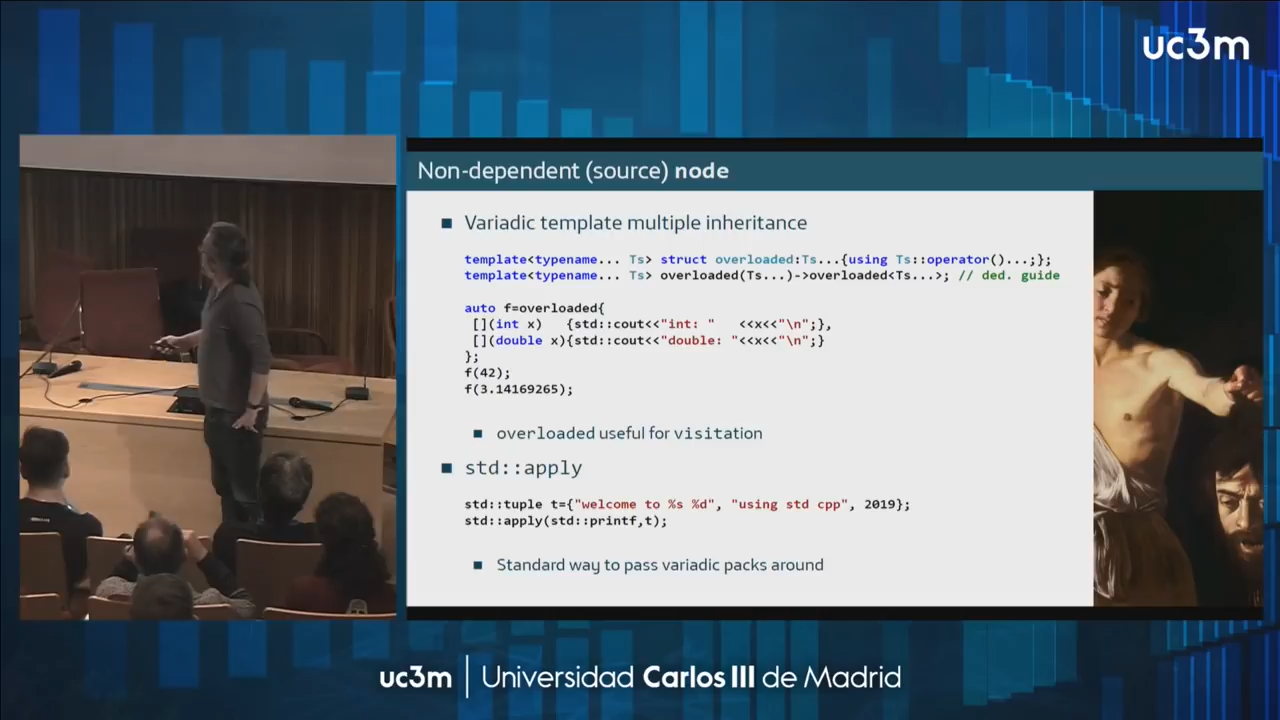 uc3m
Non-dependent (source) node
Variadic template multiple inheritance
template<typename... Ts> struct overloaded:Ts...{using Ts::operator()...;};
template<typename... Ts> overloaded(Ts...)->overloaded<Ts...>; // ded. guide
auto f=overloaded{
[](int x) {std::cout<<"int: " <<x<<"\n";},
[](double x){std::cout<<"double: "<<x<<"\n";}
};
f(42);
f(3.14169265);
overloaded useful for visitation
std::apply
std::tuple t={"welcome to %s %d", "using std cpp", 2019};
std::apply(std::printf,t);
Standard way to pass variadic packs around
uc3m | Universidad Carlos III de Madrid